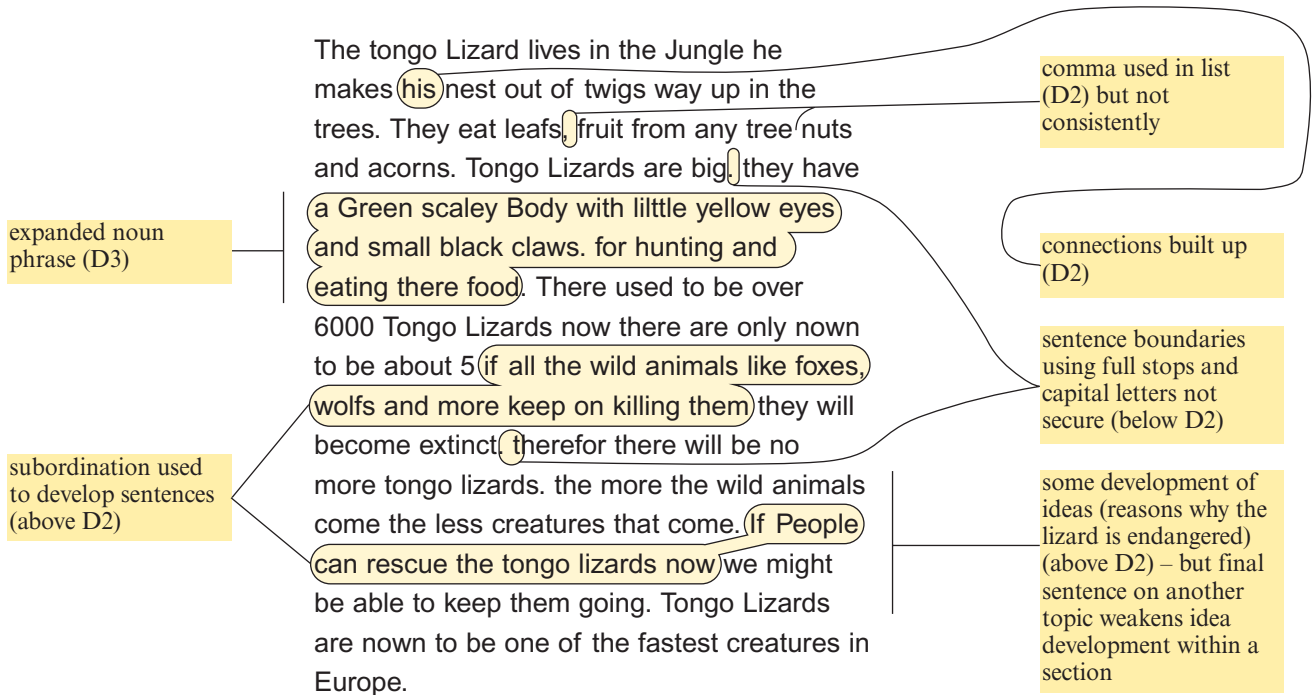 The tongo Lizard lives in the Jungle he
makes his nest out of twigs way up in the
trees. They eat leafs, fruit from any tree nuts
and acorns. Tongo Lizards are big. they have
a Green scaley Body with lilttle yellow eyes
and small black claws. for hunting and
eating there food. There used to be over
6000 Tongo Lizards now there are only nown
to be about 5 if all the wild animals like foxes,
wolfs and more keep on killing them they will
become extinct. therefor there will be no
more tongo lizards. the more the wild animals
come the less creatures that come. If People
can rescue the tongo lizards now we might
be able to keep them going. Tongo Lizards
are nown to be one of the fastest creatures in
Europe.
expanded noun
phrase (D3)
subordination used
to develop sentences
(above D2)
comma used in list
(D2) but not
consistently
connections built up
(D2)
sentence boundaries
using full stops and
capital letters not
secure (below D2)
some development of
ideas (reasons why the
lizard is endangered)
(above D2) – but final
sentence on another
topic weakens idea
development within a
section